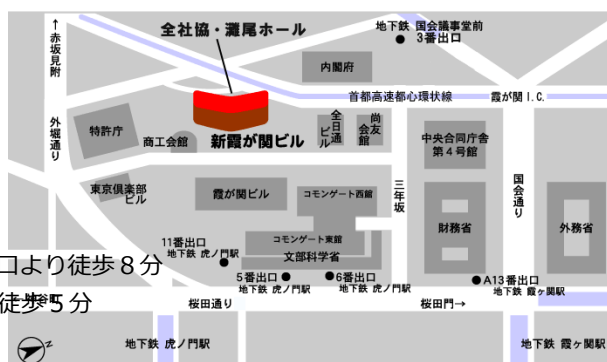 ↑赤坂見附
全社協・灘尾ホール
地下鉄 国会議事堂前
3番出口
内閣府
首都高速都心環状線
霞が関 I.C.
外堀通り
特許庁
商工会館
新霞が関ビル
全日通
ビル
尚友
会館
中央合同庁舎
第4号館
三年坂
国会通り
東京倶楽部
ビル
霞が関ビル
コモンゲート西館
コモンゲート東館
文部科学省
財務省
外務省
11番出口
地下鉄 虎ノ門駅
口より徒歩8分
5番出口
地下鉄 虎ノ門駅
6番出口
地下鉄 虎ノ門駅
A13番出口
地下鉄 霞ヶ関駅
徒歩5分
桜田通り
桜田門→
地下鉄 虎ノ門駅
地下鉄 霞ヶ関駅